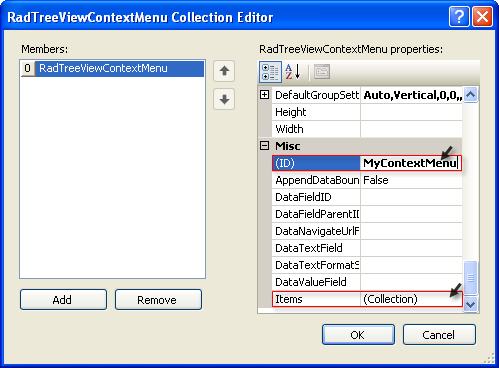 RadTreeViewContextMenu Collection Editor
Members:
0 RadTreeViewContextMenu
Add
Remove
RadTreeViewContextMenu properties:
DefaultGroupSett Auto,Vertical,0,0,,
Height
Width
Misc
(ID) MyContextMenu
AppendDataBoun False
DataFieldID
DataFieldParentID
DataNavigateUrlF
DataTextField
DataTextFormatS
DataValueField
Items (Collection)
OK
Cancel